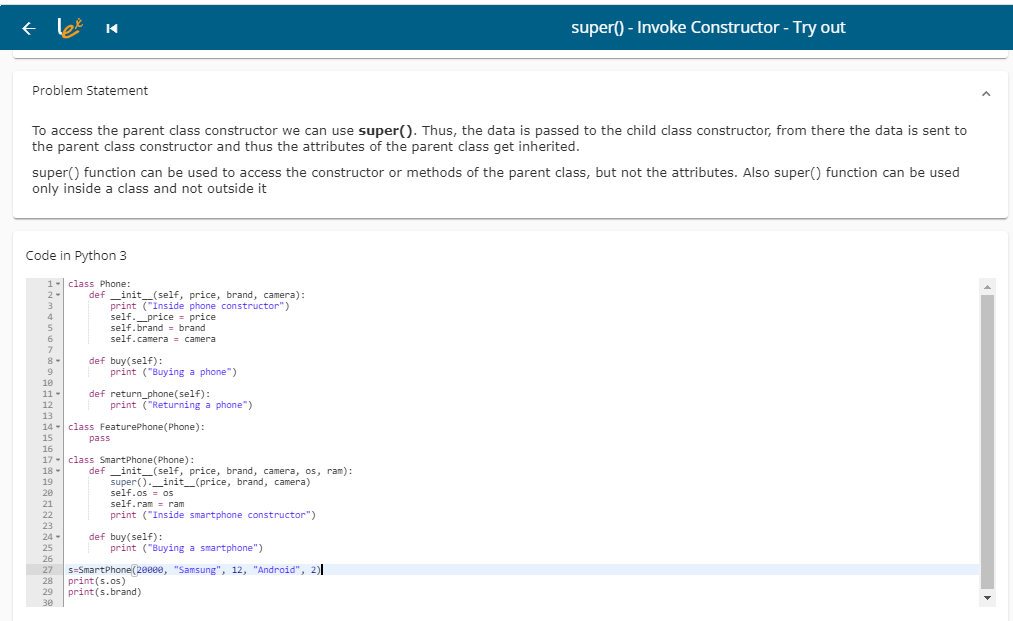 lex
super() - Invoke Constructor - Try out
Problem Statement
To access the parent class constructor we can use super(). Thus, the data is passed to the child class constructor, from there the data is sent to
the parent class constructor and thus the attributes of the parent class get inherited.
super() function can be used to access the constructor or methods of the parent class, but not the attributes. Also super() function can be used
only inside a class and not outside it
Code in Python 3
1 class Phone:
2     def __init__(self, price, brand, camera):
3         print ("Inside phone constructor")
4         self.__price = price
5         self.brand = brand
6         self.camera = camera
7
8     def buy(self):
9         print ("Buying a phone")
10
11     def return_phone(self):
12         print ("Returning a phone")
13
14 class FeaturePhone(Phone):
15     pass
16
17 class SmartPhone(Phone):
18     def __init__(self, price, brand, camera, os, ram):
19         super().__init__(price, brand, camera)
20         self.os = os
21         self.ram = ram
22         print ("Inside smartphone constructor")
23
24     def buy(self):
25         print ("Buying a smartphone")
26
27 s=SmartPhone(20000, "Samsung", 12, "Android", 2)
28 print(s.os)
29 print(s.brand)
30